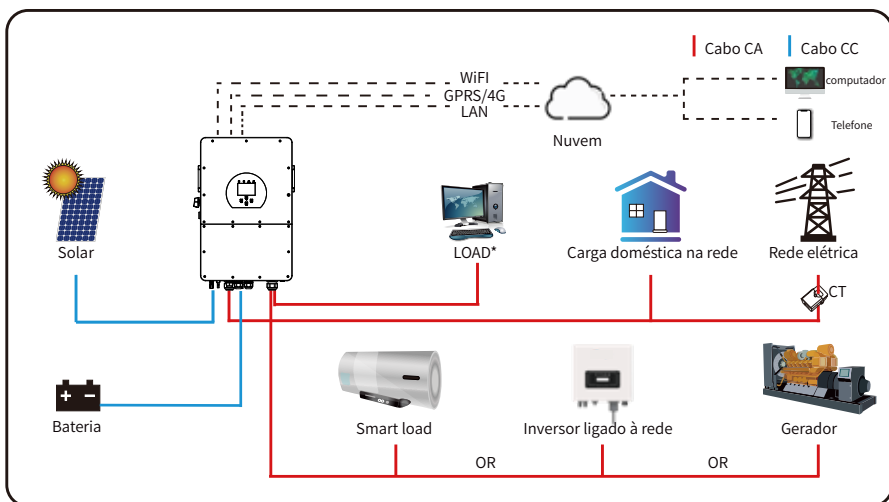 Cabo CA
Cabo CC
WiFI
GPRS/4G
LAN
Nuvem
computador
Telefone
Solar
LOAD*
Carga doméstica na rede
Rede elétrica
CT
Bateria
Smart load
Inversor ligado à rede
Gerador
OR
OR